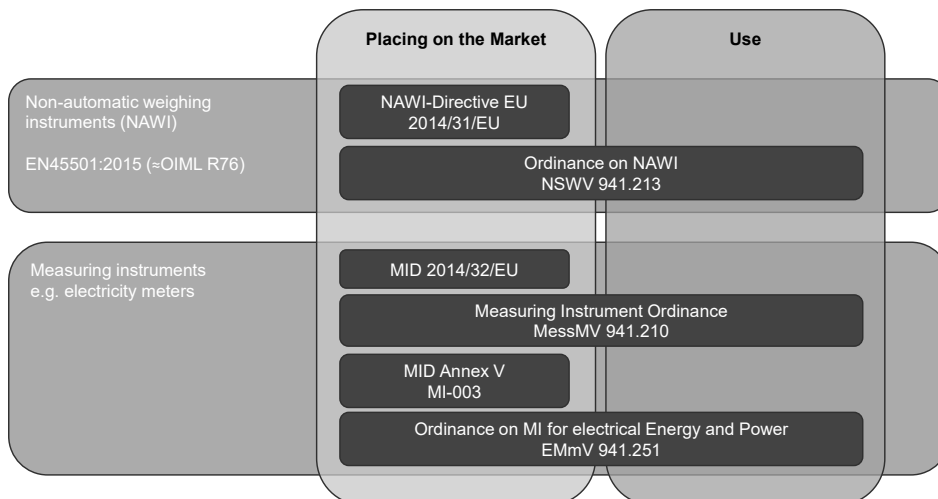 Placing on the Market
Use
Non-automatic weighing
instruments (NAWI)
EN45501:2015 (≈OIML R76)
NAWI-Directive EU
2014/31/EU
Ordinance on NAWI
NSWV 941.213
Measuring instruments
e.g. electricity meters
MID 2014/32/EU
Measuring Instrument Ordinance
MessMV 941.210
MID Annex V
MI-003
Ordinance on MI for electrical Energy and Power
EMmV 941.251